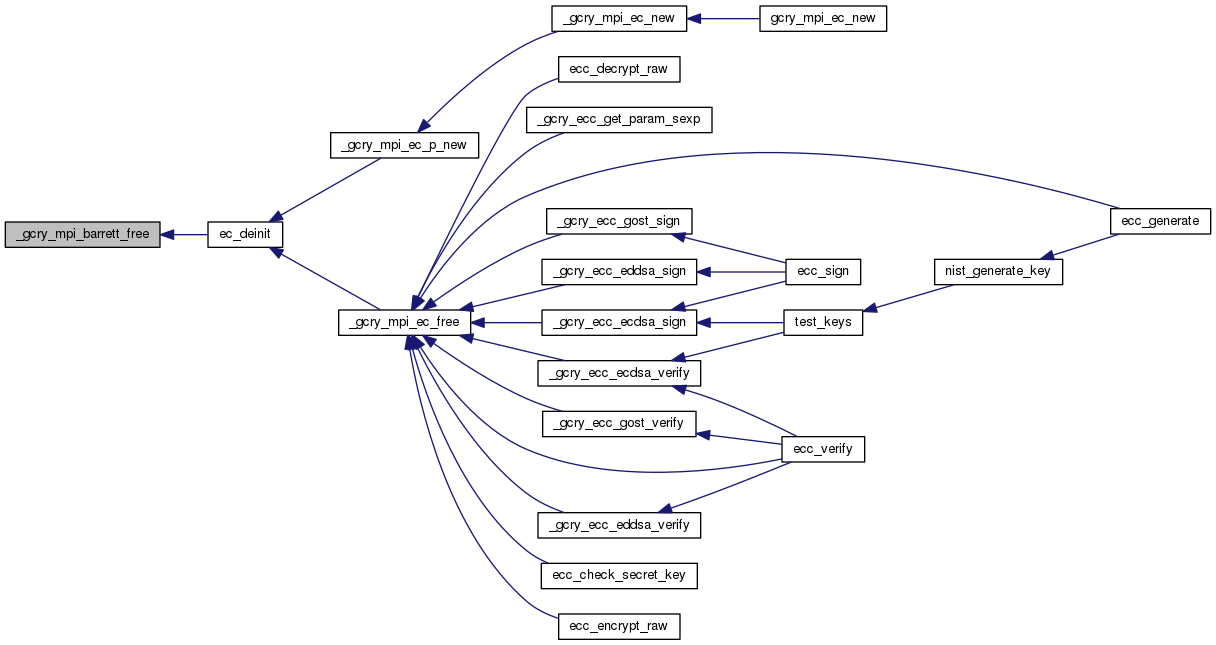 _gcry_mpi_ec_new
gcry_mpi_ec_new
ecc_decrypt_raw
_gcry_ecc_get_param_sexp
_gcry_mpi_ec_p_new
_gcry_mpi_barrett_free
ec_deinit
_gcry_ecc_gost_sign
ecc_generate
_gcry_ecc_eddsa_sign
ecc_sign
nist_generate_key
_gcry_mpi_ec_free
_gcry_ecc_ecdsa_sign
test_keys
_gcry_ecc_ecdsa_verify
_gcry_ecc_gost_verify
ecc_verify
_gcry_ecc_eddsa_verify
ecc_check_secret_key
ecc_encrypt_raw